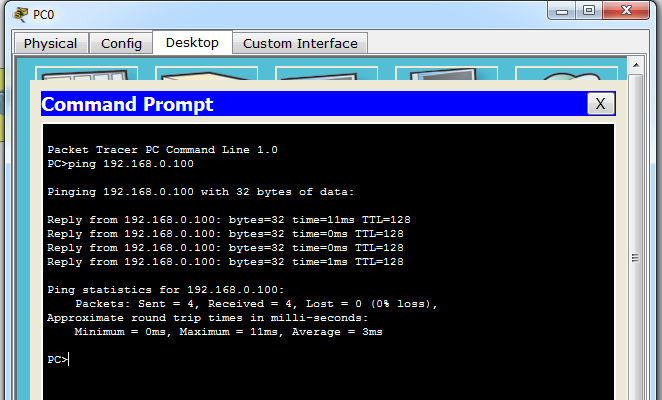 PC0
Physical Config Desktop Custom Interface
Command Prompt X
Packet Tracer PC Command Line 1.0
PC>ping 192.168.0.100
Pinging 192.168.0.100 with 32 bytes of data:
Reply from 192.168.0.100: bytes=32 time=11ms TTL=128
Reply from 192.168.0.100: bytes=32 time=0ms TTL=128
Reply from 192.168.0.100: bytes=32 time=0ms TTL=128
Reply from 192.168.0.100: bytes=32 time=1ms TTL=128
Ping statistics for 192.168.0.100:
Packets: Sent = 4, Received = 4, Lost = 0 (0% loss),
Approximate round trip times in milli-seconds:
Minimum = 0ms, Maximum = 11ms, Average = 3ms
PC>